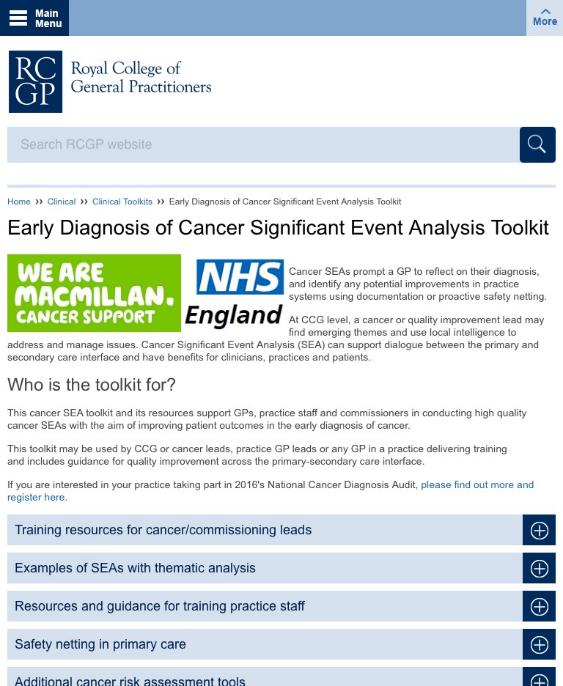 Main
Menu
More
RC
GP
Royal College of
General Practitioners
Search RCGP website
Home >> Clinical >> Clinical Toolkits >> Early Diagnosis of Cancer Significant Event Analysis Toolkit
Early Diagnosis of Cancer Significant Event Analysis Toolkit
WE ARE
MACMILLAN.
CANCER SUPPORT
NHS
England
Cancer SEAs prompt a GP to reflect on their diagnosis,
and identify any potential improvements in practice
systems using documentation or proactive safety netting.
At CCG level, a cancer or quality improvement lead may
find emerging themes and use local intelligence to
address and manage issues. Cancer Significant Event Analysis (SEA) can support dialogue between the primary and
secondary care interface and have benefits for clinicians, practices and patients.
Who is the toolkit for?
This cancer SEA toolkit and its resources support GPs, practice staff and commissioners in conducting high quality
cancer SEAs with the aim of improving patient outcomes in the early diagnosis of cancer.
This toolkit may be used by CCG or cancer leads, practice GP leads or any GP in a practice delivering training
and includes guidance for quality improvement across the primary-secondary care interface.
If you are interested in your practice taking part in 2016's National Cancer Diagnosis Audit, please find out more and
register here.
Training resources for cancer/commissioning leads
Examples of SEAs with thematic analysis
Resources and guidance for training practice staff
Safety netting in primary care
Additional cancer risk assessment tools